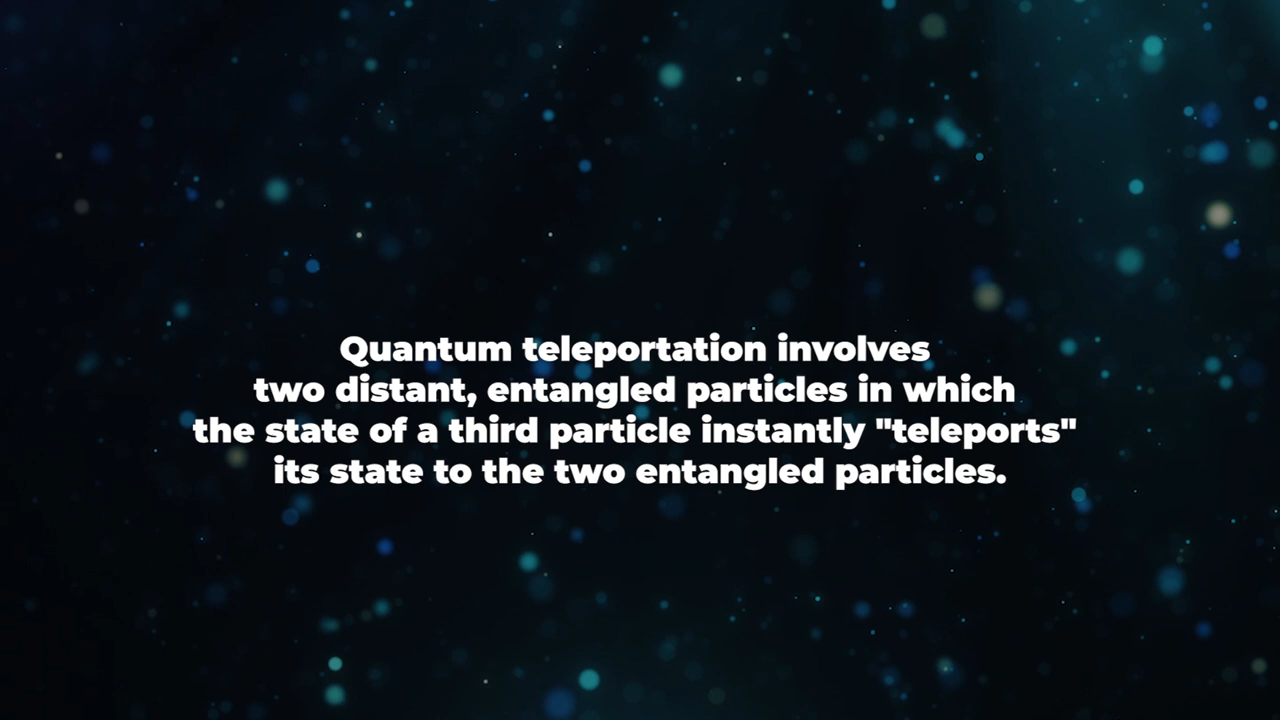 Quantum teleportation involves
two distant, entangled particles in which
the state of a third particle instantly "teleports"
its state to the two entangled particles.